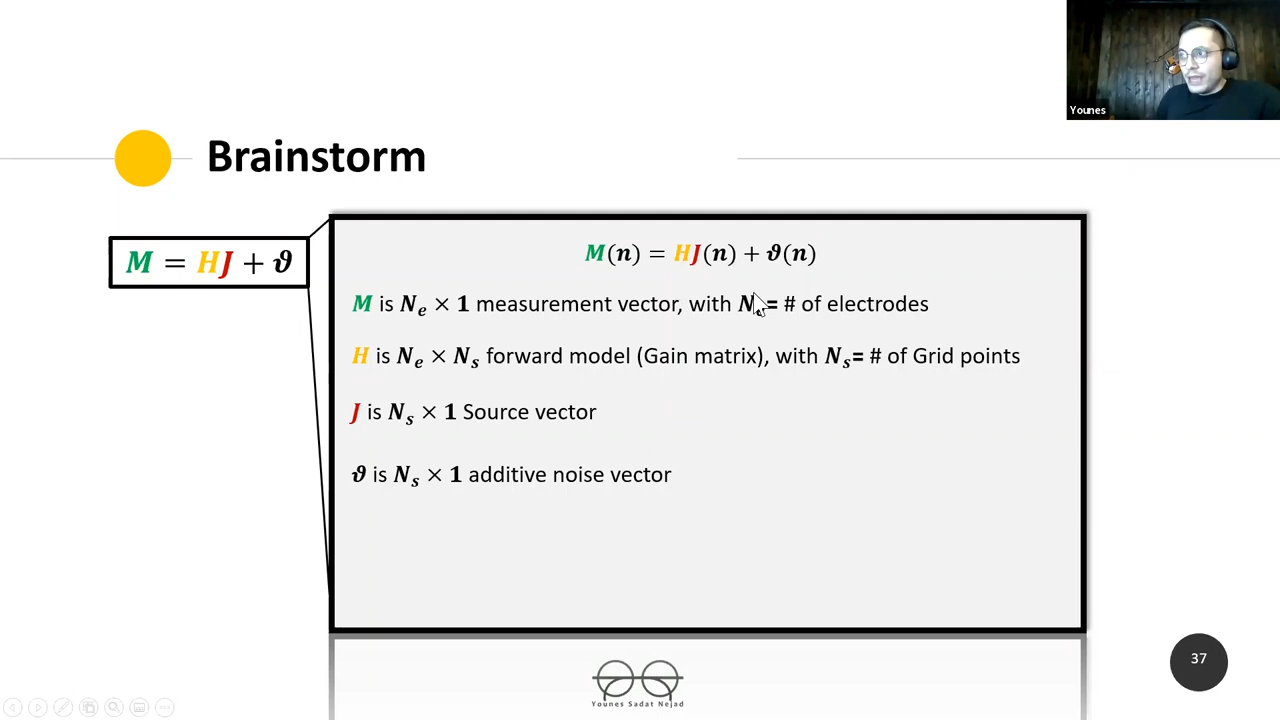 Younes
Brainstorm
M = HJ + ϑ
M(n) = HJ(n) + ϑ(n)
M is Nₑ × 1 measurement vector, with Nₑ= # of electrodes
H is Nₑ × Nₛ forward model (Gain matrix), with Nₛ= # of Grid points
J is Nₛ × 1 Source vector
ϑ is Nₛ × 1 additive noise vector
37
Younes Sadat Nejad